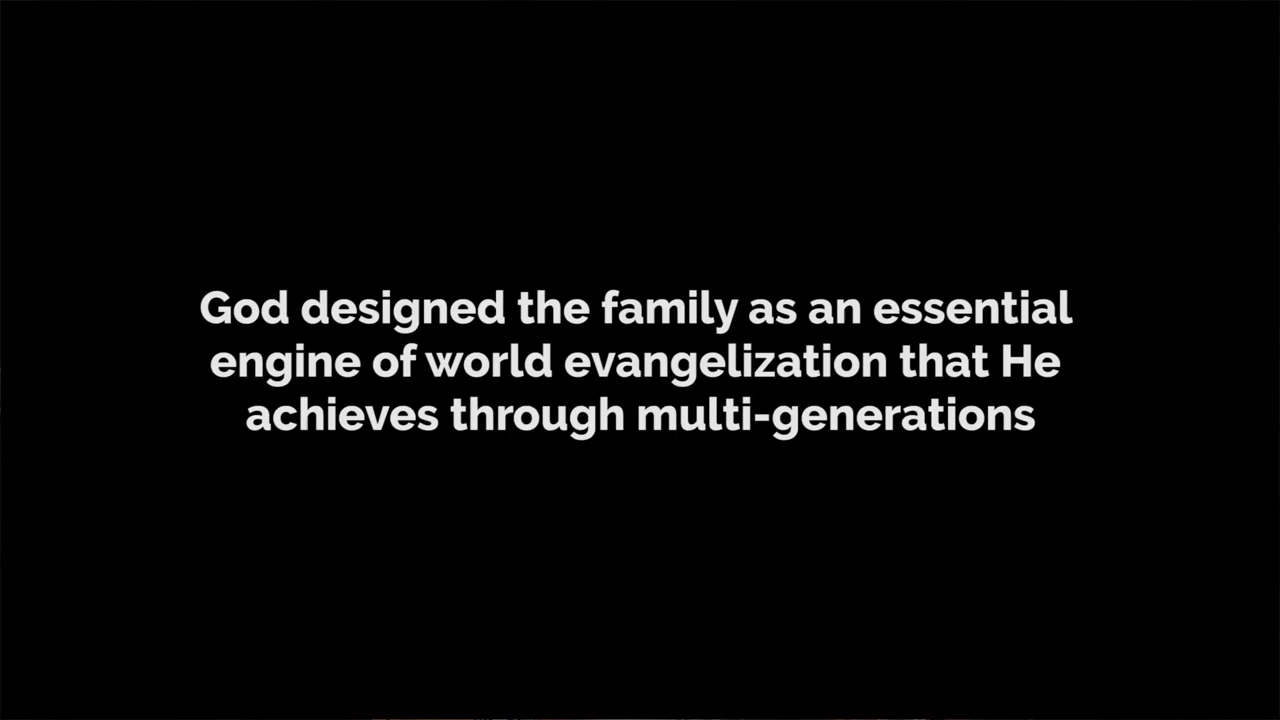 God designed the family as an essential
engine of world evangelization that He
achieves through multi-generations